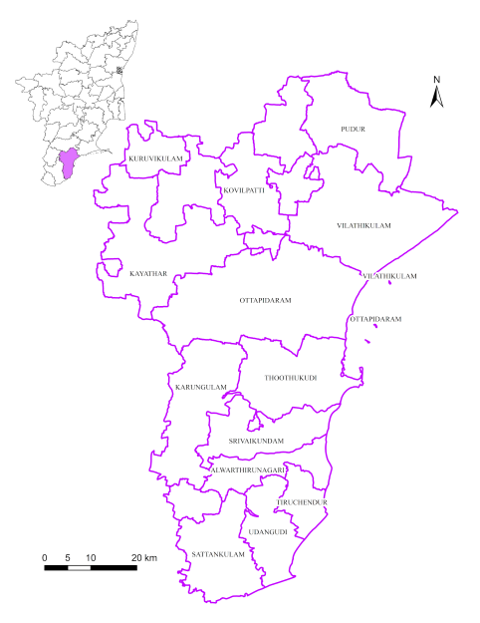 N
PUDUR
KURUVIKULAM
KOVILPATTI
VILATHIKULAM
KAYATHAR
VILATHIKULAM
OTTAPIDARAM
OTTAPIDARAM
THOOTHUKUDI
KARUNGULAM
SRIVAIKUNDAM
ALWARTHIRUNAGARI
TIRUCHENDUR
UDANGUDI
SATTANKULAM
0 5 10 20 km